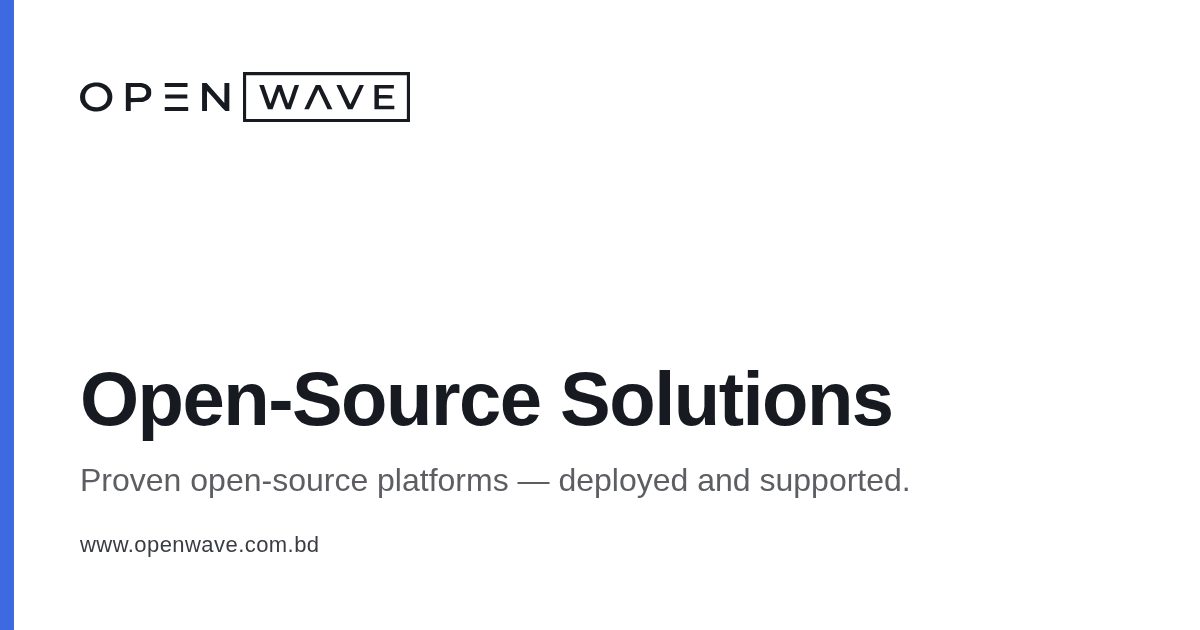 OPEN WAVE
Open-Source Solutions
Proven open-source platforms — deployed and supported.
www.openwave.com.bd